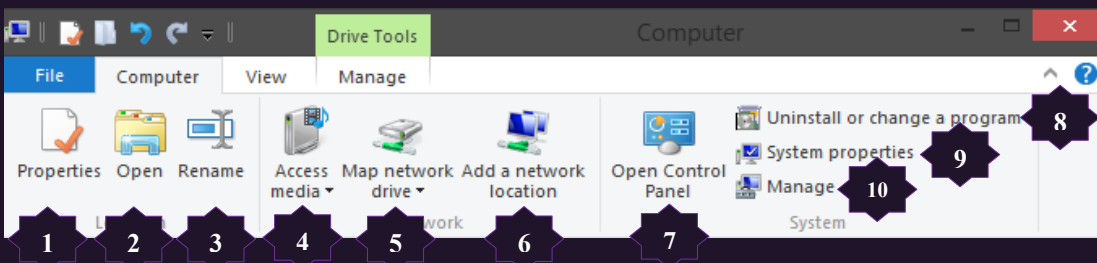 Drive Tools Computer
File Computer View Manage
Properties Open Rename Access media Map network drive Add a network location Open Control Panel
Uninstall or change a program 8
System properties 9
Manage 10
System
1 2 3 4 5 6 7